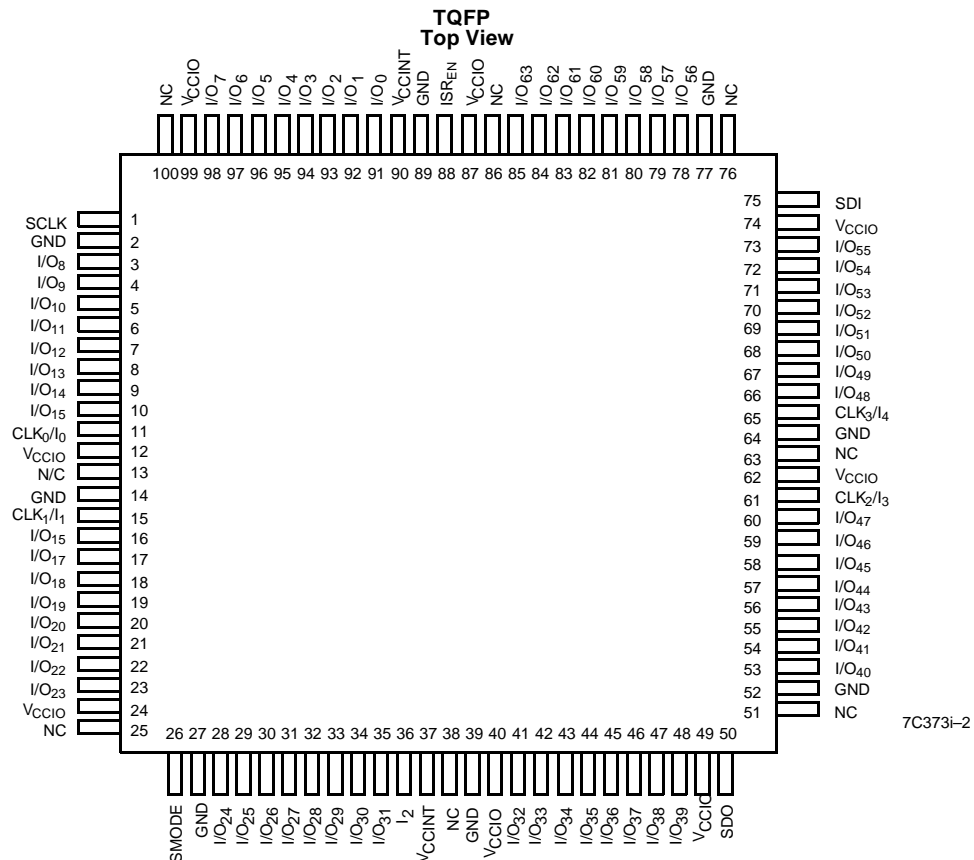 TQFP
Top View
NC
VCCIO
I/O7
I/O6
I/O5
I/O4
I/O3
I/O2
I/O1
I/O0
VCCINT
GND
ISREN
VCCIO
NC
I/O63
I/O62
I/O61
I/O60
I/O59
I/O58
I/O57
I/O56
GND
NC
100 99 98 97 96 95 94 93 92 91 90 89 88 87 86 85 84 83 82 81 80 79 78 77 76
SCLK 1
GND 2
I/O8 3
I/O9 4
I/O10 5
I/O11 6
I/O12 7
I/O13 8
I/O14 9
I/O15 10
CLK0/I0 11
VCCIO 12
N/C 13
GND 14
CLK1/I1 15
I/O15 16
I/O17 17
I/O18 18
I/O19 19
I/O20 20
I/O21 21
I/O22 22
I/O23 23
VCCIO 24
NC 25
75 SDI
74 VCCIO
73 I/O55
72 I/O54
71 I/O53
70 I/O52
69 I/O51
68 I/O50
67 I/O49
66 I/O48
65 CLK3/I4
64 GND
63 NC
62 VCCIO
61 CLK2/I3
60 I/O47
59 I/O46
58 I/O45
57 I/O44
56 I/O43
55 I/O42
54 I/O41
53 I/O40
52 GND
51 NC
7C373i–2
26 27 28 29 30 31 32 33 34 35 36 37 38 39 40 41 42 43 44 45 46 47 48 49 50
SMODE
GND
I/O24
I/O25
I/O26
I/O27
I/O28
I/O29
I/O30
I/O31
I2
VCCINT
NC
GND
VCCIO
I/O32
I/O33
I/O34
I/O35
I/O36
I/O37
I/O38
I/O39
VCCIO
SDO